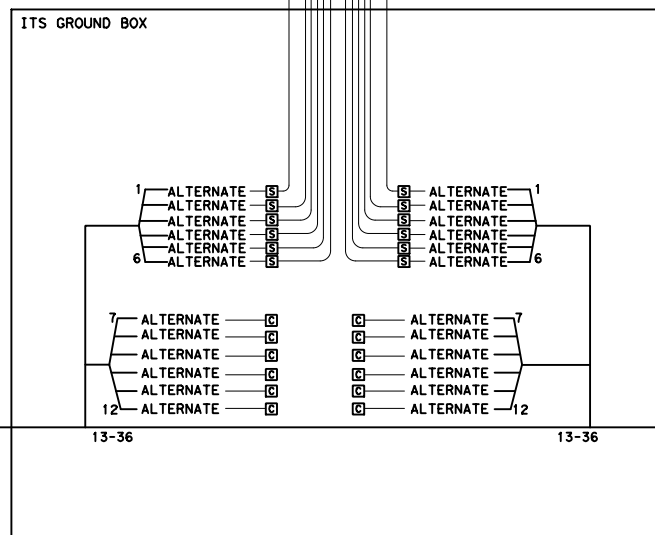 ITS GROUND BOX
1 ALTERNATE S S ALTERNATE 1
ALTERNATE S S ALTERNATE
ALTERNATE S S ALTERNATE
ALTERNATE S S ALTERNATE
ALTERNATE S S ALTERNATE
6 ALTERNATE S S ALTERNATE 6
7 ALTERNATE C C ALTERNATE 7
ALTERNATE C C ALTERNATE
ALTERNATE C C ALTERNATE
ALTERNATE C C ALTERNATE
ALTERNATE C C ALTERNATE
12 ALTERNATE C C ALTERNATE 12
13-36 13-36